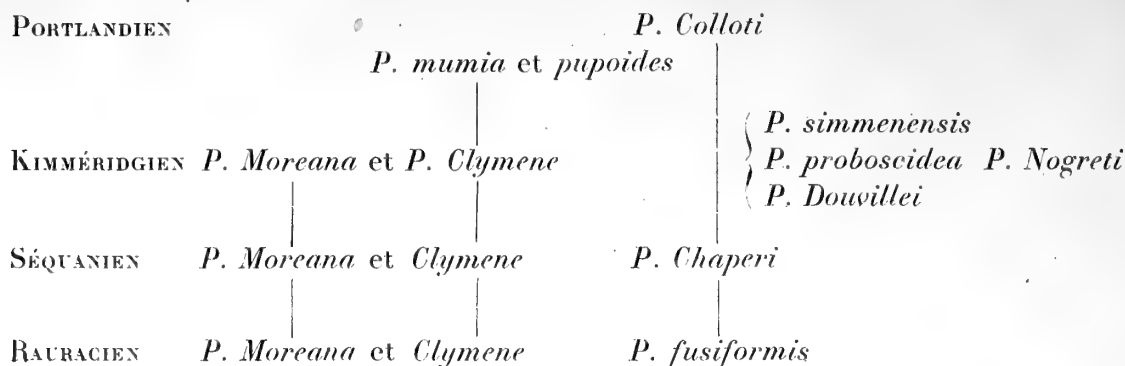 PORTLANDIEN P. Colloti
P. mumia et pupoides
P. simmenensis
KIMMÉRIDGIEN P. Moreana et P. Clymene P. proboscidea P. Nogreti
P. Douvillei
SÉQUANIEN P. Moreana et Clymene P. Chaperi
RAURACIEN P. Moreana et Clymene P. fusiformis